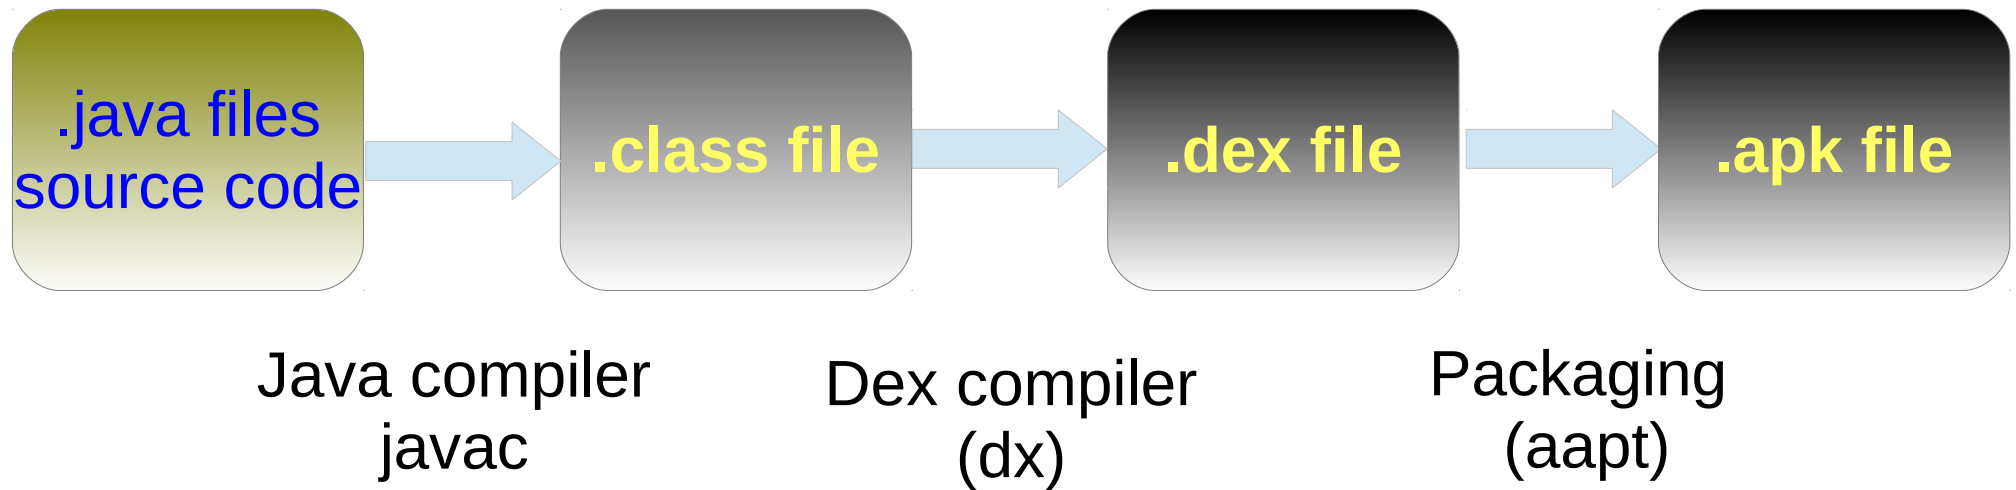 .java files
source code
.class file
.dex file
.apk file
Java compiler
javac
Dex compiler
(dx)
Packaging
(aapt)